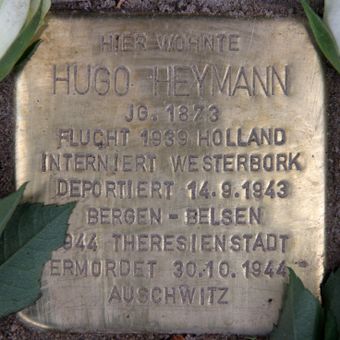 HIER WOHNTE
HUGO HEYMANN
JG. 1873
FLUCHT 1939 HOLLAND
INTERNIERT WESTERBORK
DEPORTIERT 14.9.1943
BERGEN-BELSEN
1944 THERESIENSTADT
ERMORDET 30.10.1944
AUSCHWITZ